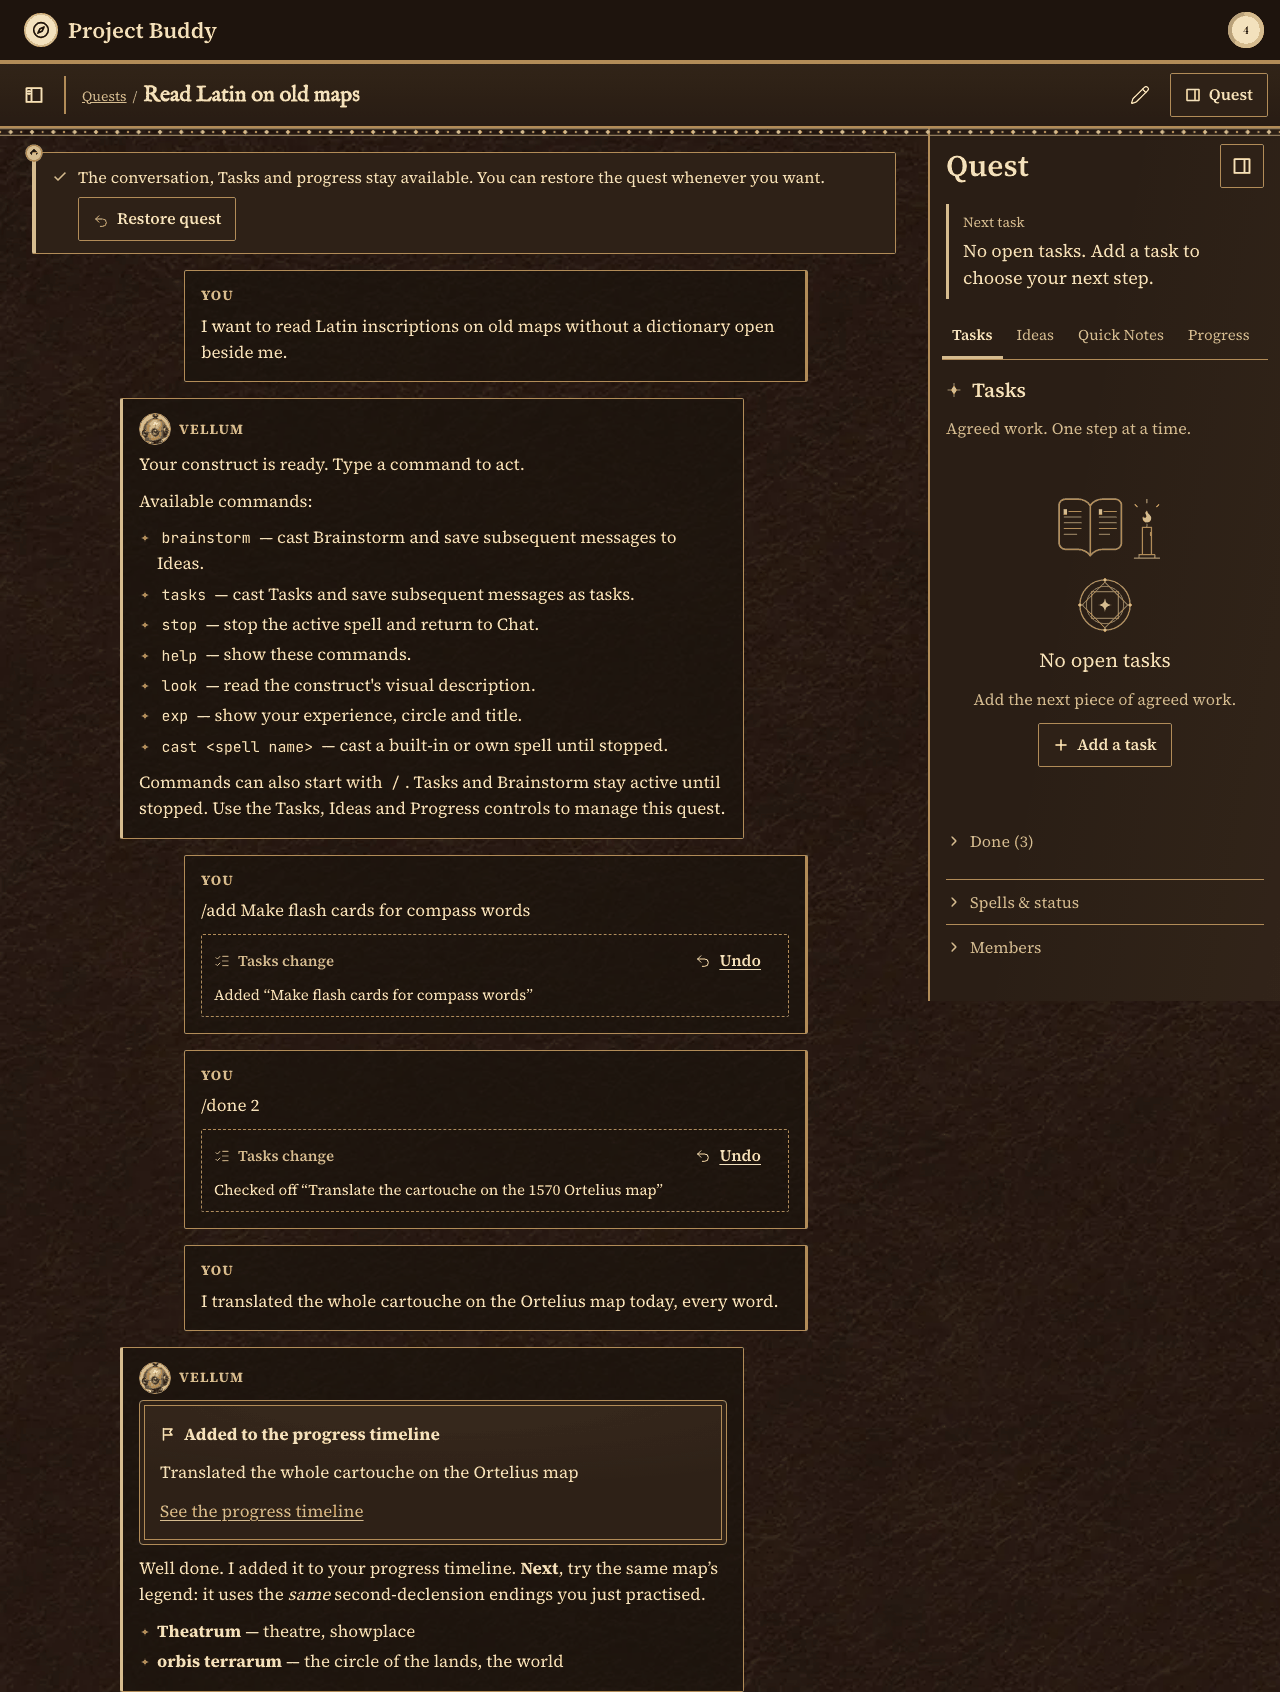 Project Buddy
4
Quests / Read Latin on old maps
Quest
The conversation, Tasks and progress stay available. You can restore the quest whenever you want.
Restore quest
YOU
I want to read Latin inscriptions on old maps without a dictionary open
beside me.
VELLUM
Your construct is ready. Type a command to act.
Available commands:
brainstorm — cast Brainstorm and save subsequent messages to
Ideas.
tasks — cast Tasks and save subsequent messages as tasks.
stop — stop the active spell and return to Chat.
help — show these commands.
look — read the construct's visual description.
exp — show your experience, circle and title.
cast <spell name> — cast a built-in or own spell until stopped.
Commands can also start with / . Tasks and Brainstorm stay active until
stopped. Use the Tasks, Ideas and Progress controls to manage this quest.
YOU
/add Make flash cards for compass words
Tasks change
Undo
Added “Make flash cards for compass words”
YOU
/done 2
Tasks change
Undo
Checked off “Translate the cartouche on the 1570 Ortelius map”
YOU
I translated the whole cartouche on the Ortelius map today, every word.
VELLUM
Added to the progress timeline
Translated the whole cartouche on the Ortelius map
See the progress timeline
Well done. I added it to your progress timeline. Next, try the same map’s
legend: it uses the same second-declension endings you just practised.
Theatrum — theatre, showplace
orbis terrarum — the circle of the lands, the world
Quest
Next task
No open tasks. Add a task to
choose your next step.
Tasks Ideas Quick Notes Progress
Tasks
Agreed work. One step at a time.
No open tasks
Add the next piece of agreed work.
Add a task
Done (3)
Spells & status
Members